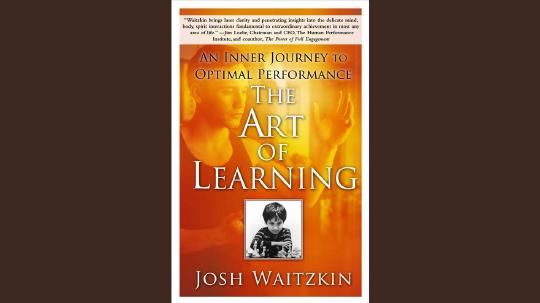 "Waitzkin brings keen clarity and penetrating insights into the delicate mind,
body, spirit interactions fundamental to extraordinary achievement in most any
area of life." —Jim Loehr, Chairman and CEO, The Human Performance
Institute, and coauthor, The Power of Full Engagement
AN INNER JOURNEY TO
OPTIMAL PERFORMANCE
THE
ART
OF
LEARNING
JOSH WAITZKIN